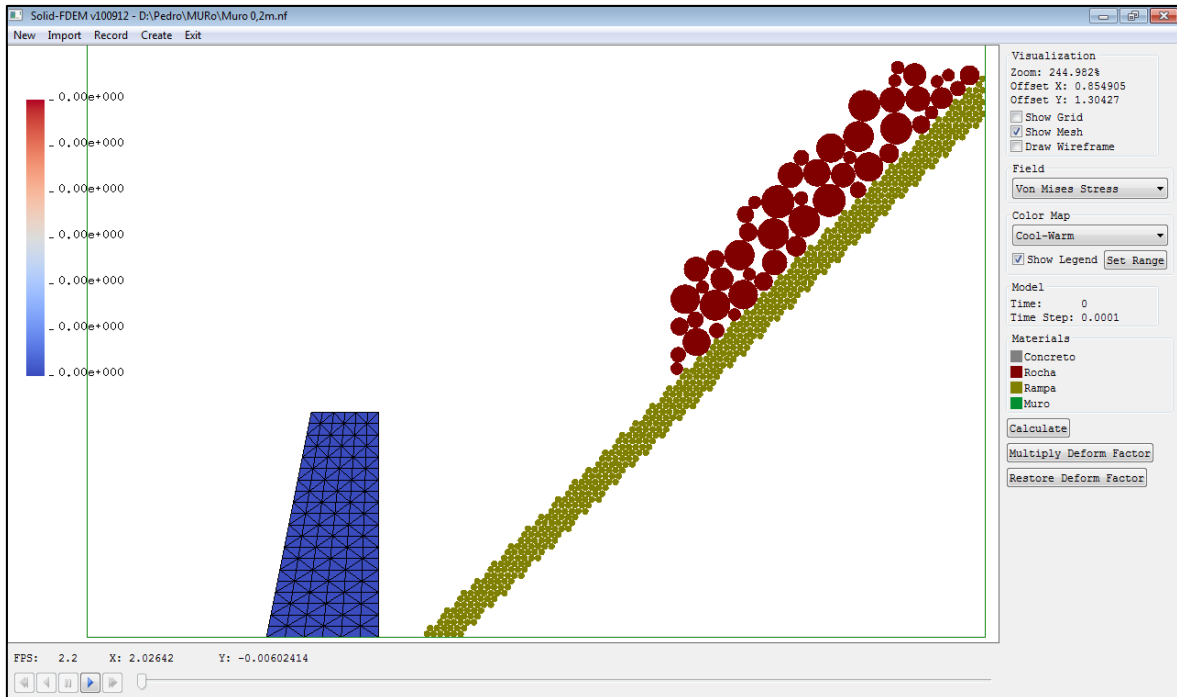 Solid-FDEM v100912 - D:\Pedro\MURo\Muro 0,2m.nf
New Import Record Create Exit
0.00e+000
0.00e+000
0.00e+000
0.00e+000
0.00e+000
0.00e+000
0.00e+000
Visualization
Zoom: 244.982%
Offset X: 0.854905
Offset Y: 1.30427
Show Grid
Show Mesh
Draw Wireframe
Field
Von Mises Stress
Color Map
Cool-Warm
Show Legend Set Range
Model
Time: 0
Time Step: 0.0001
Materials
Concreto
Rocha
Rampa
Muro
Calculate
Multiply Deform Factor
Restore Deform Factor
FPS: 2.2 X: 2.02642 Y: -0.00602414